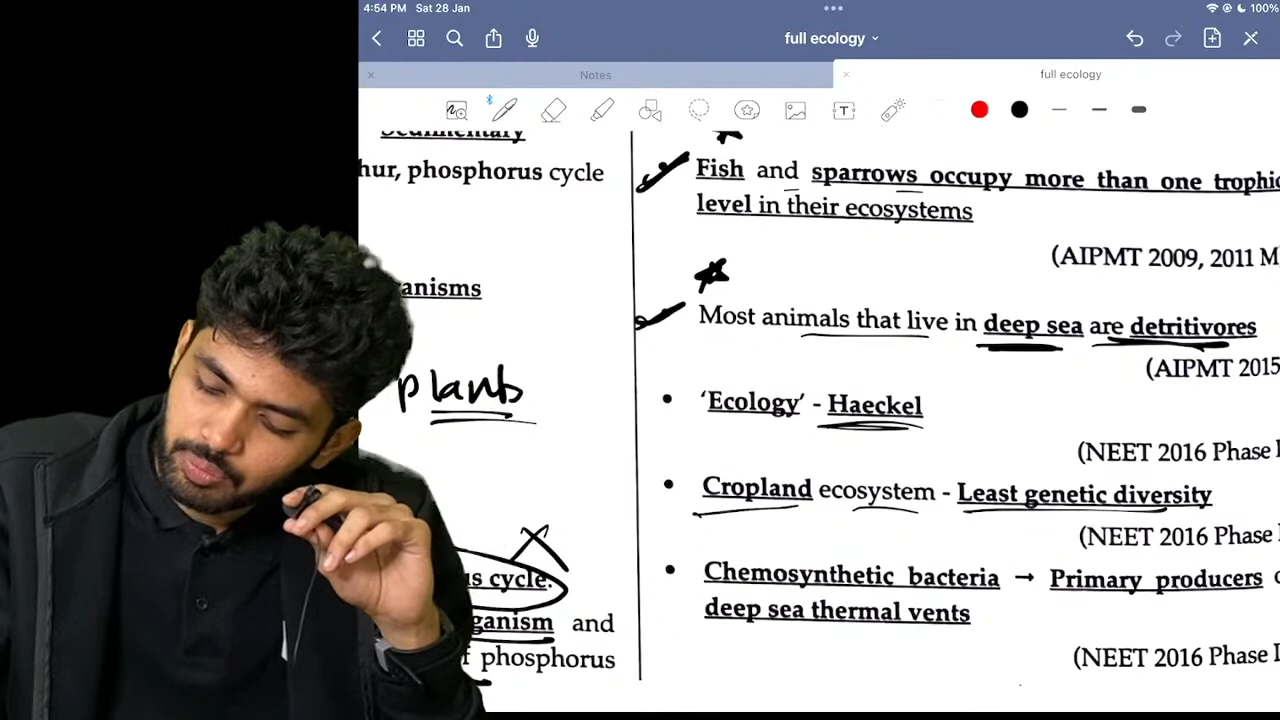 4:54 PM Sat 28 Jan
100%
full ecology
Notes
full ecology
Sedimentary
hur, phosphorus cycle
anisms
plants
us cycle.
ganism and
f phosphorus
Fish and sparrows occupy more than one trophic
level in their ecosystems
(AIPMT 2009, 2011 M
Most animals that live in deep sea are detritivores
(AIPMT 2015
• 'Ecology' - Haeckel
(NEET 2016 Phase
• Cropland ecosystem - Least genetic diversity
(NEET 2016 Phase
• Chemosynthetic bacteria → Primary producers
deep sea thermal vents
(NEET 2016 Phase